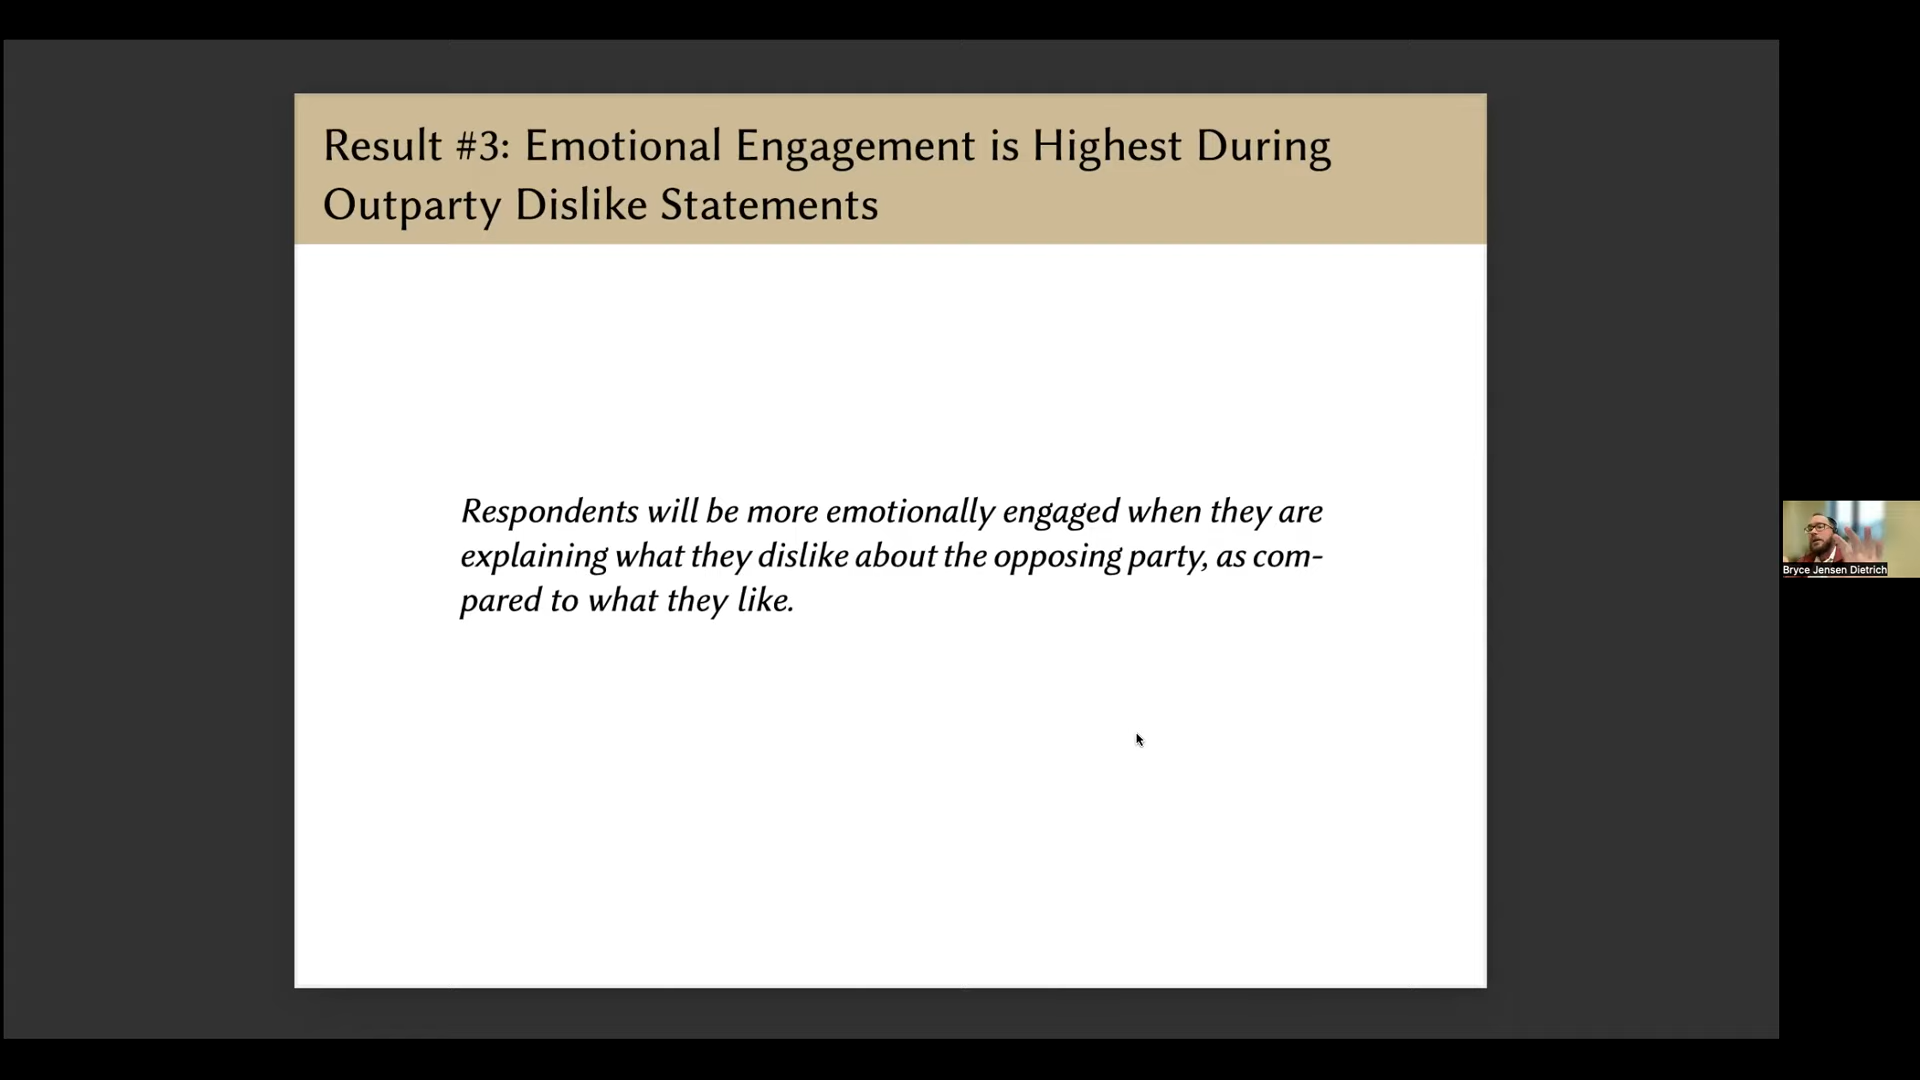 Result #3: Emotional Engagement is Highest During
Outparty Dislike Statements
Respondents will be more emotionally engaged when they are
explaining what they dislike about the opposing party, as com-
pared to what they like.
Bryce Jensen Dietrich